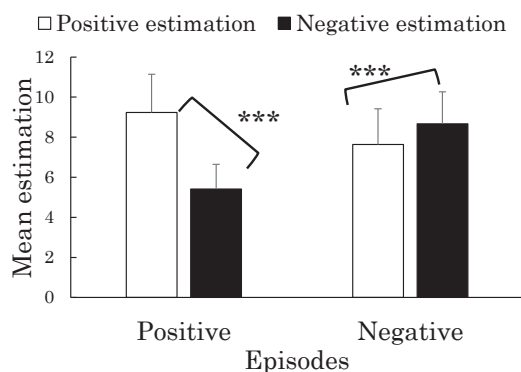 Positive estimation Negative estimation
Mean estimation
12
10
8
6
4
2
0
***
***
Positive Negative
Episodes